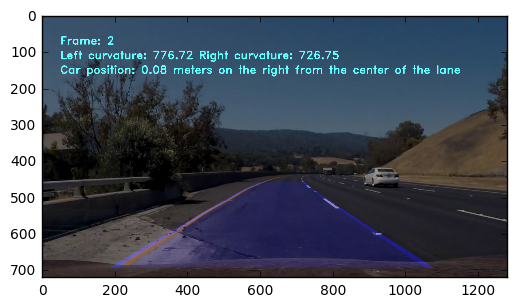 Frame: 2
Left curvature: 776.72 Right curvature: 726.75
Car position: 0.08 meters on the right from the center of the lane
0
100
200
300
400
500
600
700
0 200 400 600 800 1000 1200